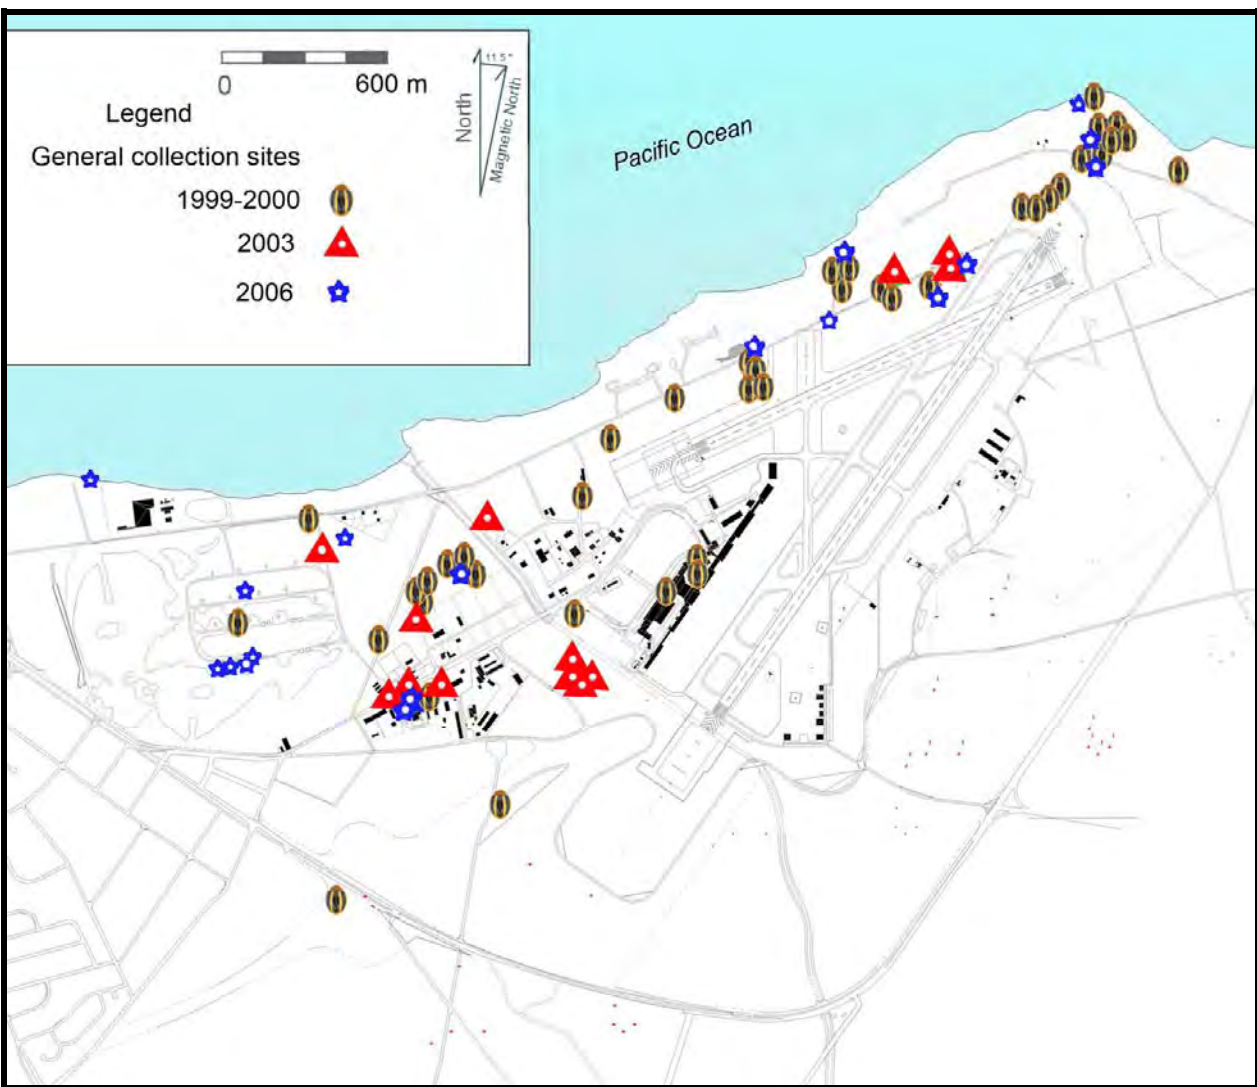 0 600 m
11.5°
North
Magnetic North
Legend
General collection sites
1999-2000
2003
2006
Pacific Ocean